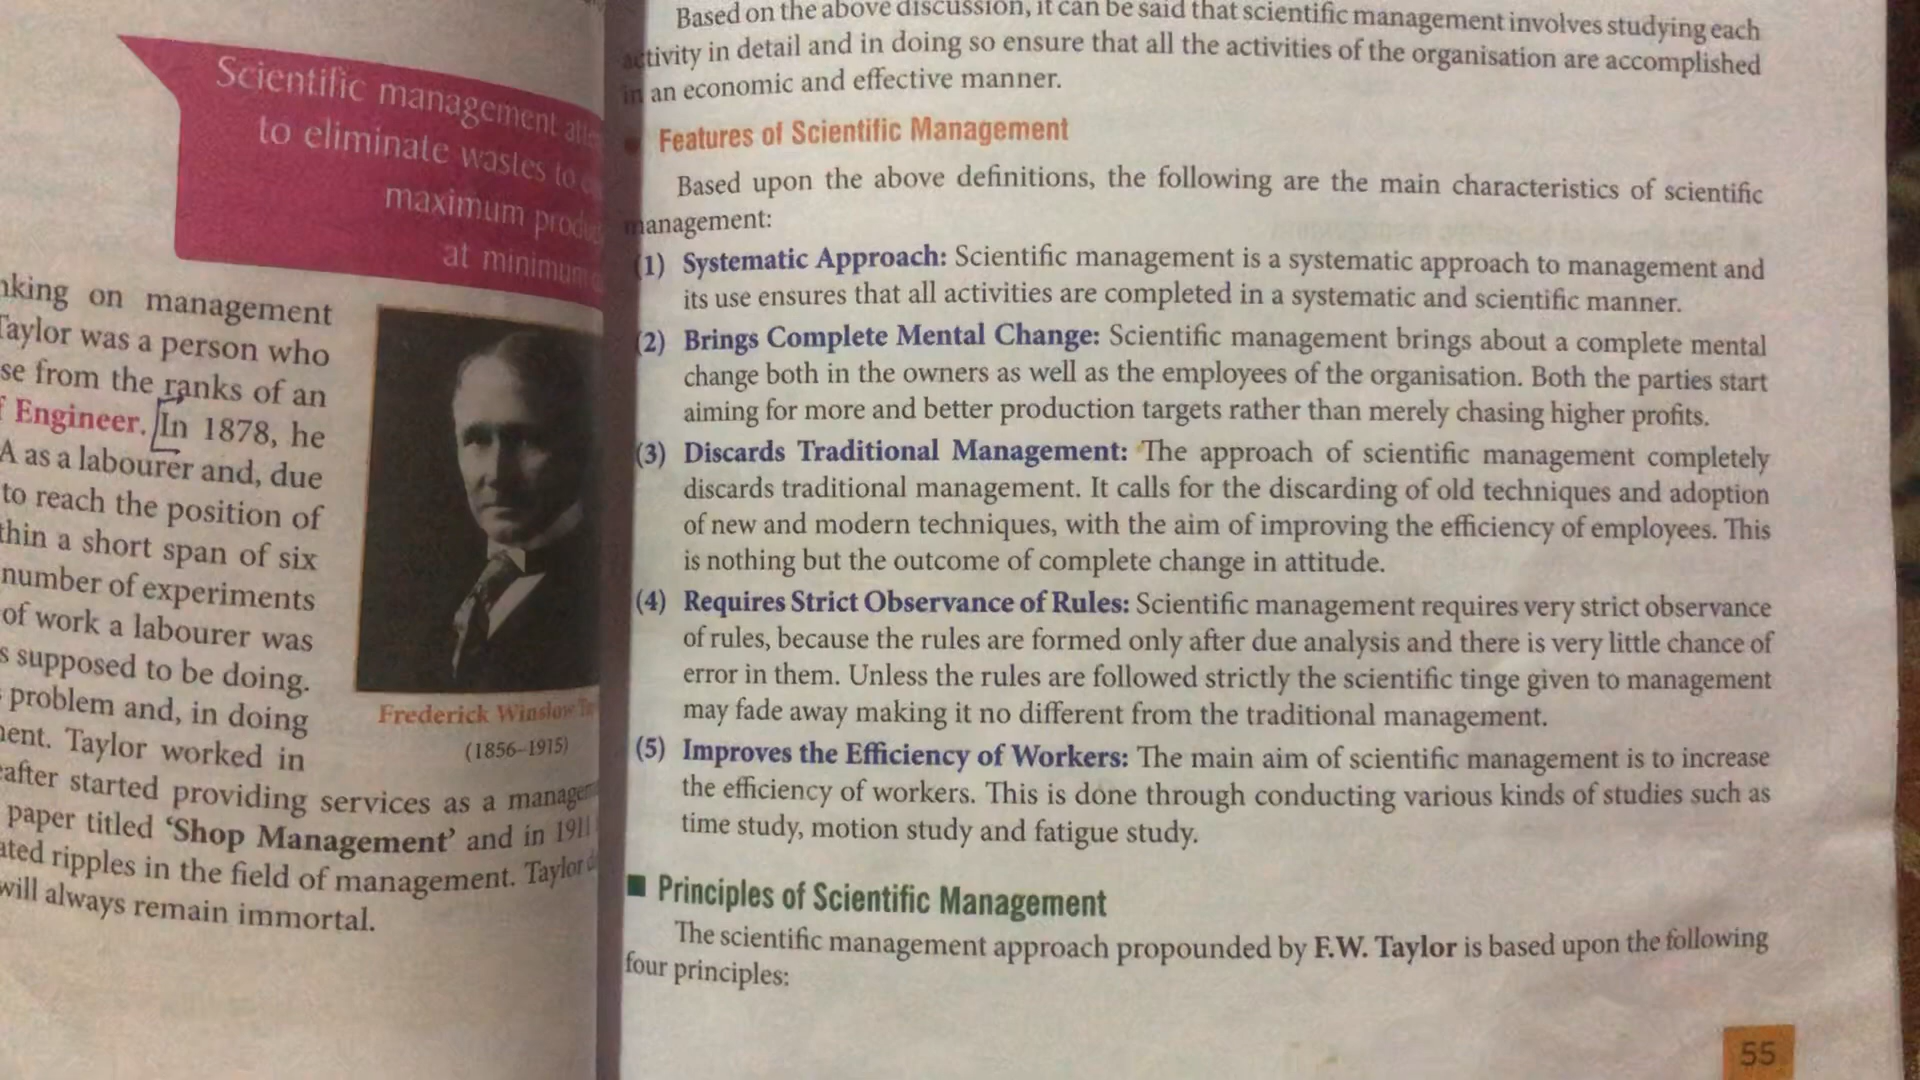 Scientific management
to eliminate wastes to
maximum
at minimum
on management
Taylor was a person who
se from the ranks of an
Engineer. In 1878, he
A as a labourer and, due
to reach the position of
thin a short span of six
number of experiments
of work a labourer was
s supposed to be doing.
problem and, in doing
ment. Taylor worked in
after started providing services as a
paper titled ‘Shop Management’ and in 1911
ated ripples in the field of management. Taylor
will always remain immortal.
Frederick Winslow
(1856–1915)
Based on the above discussion, it can be said that scientific management involves studying each
activity in detail and in doing so ensure that all the activities of the organisation are accomplished
in an economic and effective manner.
Features of Scientific Management
Based upon the above definitions, the following are the main characteristics of scientific
management:
(1) Systematic Approach: Scientific management is a systematic approach to management and
its use ensures that all activities are completed in a systematic and scientific manner.
(2) Brings Complete Mental Change: Scientific management brings about a complete mental
change both in the owners as well as the employees of the organisation. Both the parties start
aiming for more and better production targets rather than merely chasing higher profits.
(3) Discards Traditional Management: The approach of scientific management completely
discards traditional management. It calls for the discarding of old techniques and adoption
of new and modern techniques, with the aim of improving the efficiency of employees. This
is nothing but the outcome of complete change in attitude.
(4) Requires Strict Observance of Rules: Scientific management requires very strict observance
of rules, because the rules are formed only after due analysis and there is very little chance of
error in them. Unless the rules are followed strictly the scientific tinge given to management
may fade away making it no different from the traditional management.
(5) Improves the Efficiency of Workers: The main aim of scientific management is to increase
the efficiency of workers. This is done through conducting various kinds of studies such as
time study, motion study and fatigue study.
Principles of Scientific Management
The scientific management approach propounded by F.W. Taylor is based upon the following
four principles:
55